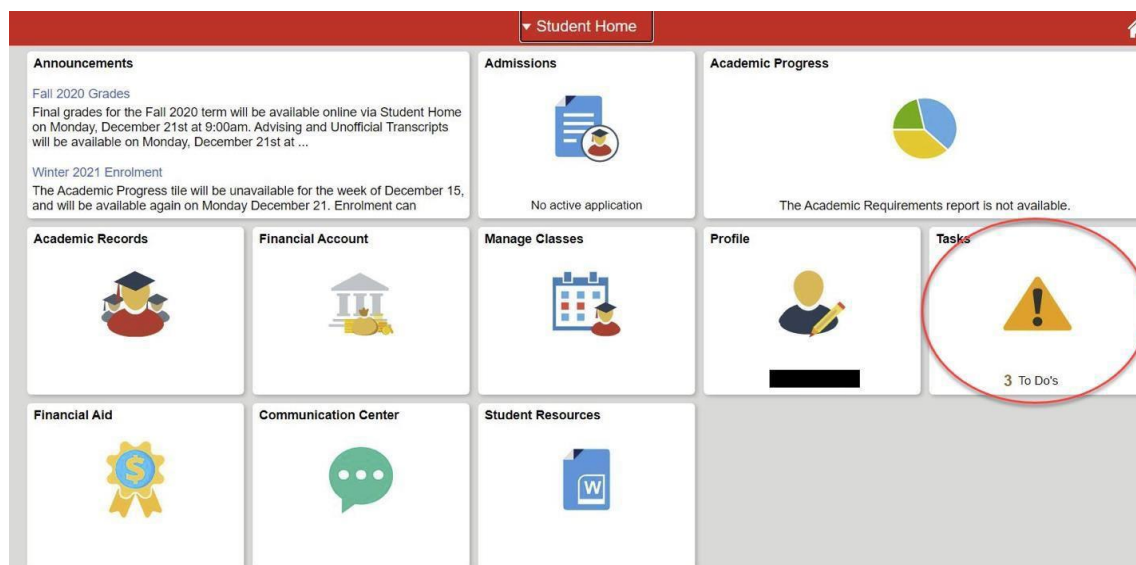 Student Home
Announcements
Fall 2020 Grades
Final grades for the Fall 2020 term will be available online via Student Home
on Monday, December 21st at 9:00am. Advising and Unofficial Transcripts
will be available on Monday, December 21st at ...
Winter 2021 Enrolment
The Academic Progress tile will be unavailable for the week of December 15,
and will be available again on Monday December 21. Enrolment can
Admissions
No active application
Academic Progress
The Academic Requirements report is not available.
Academic Records
Financial Account
Manage Classes
Profile
Tasks
3 To Do's
Financial Aid
$
Communication Center
Student Resources
W